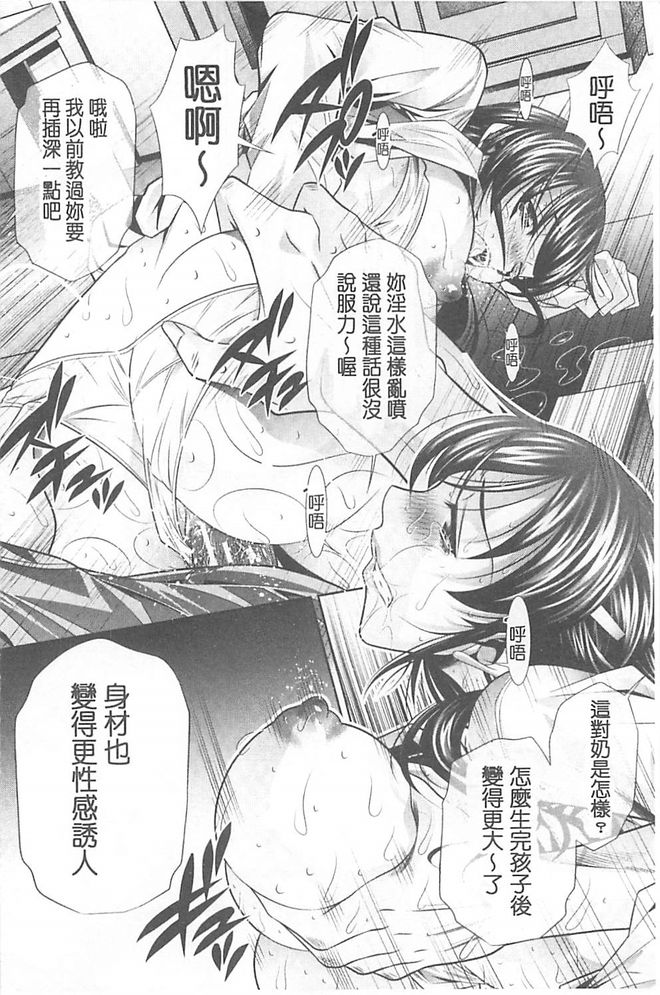 呼唔～
呼唔
嗯啊～
呼唔
哦啦
我以前教過妳要
再插深一點吧
妳淫水這樣亂噴
還說這種話很沒
說服力～喔
呼唔
呼唔
呼唔
這對奶是怎樣？
怎麼生完孩子後
變得更大～了
身材也
變得更性感誘人